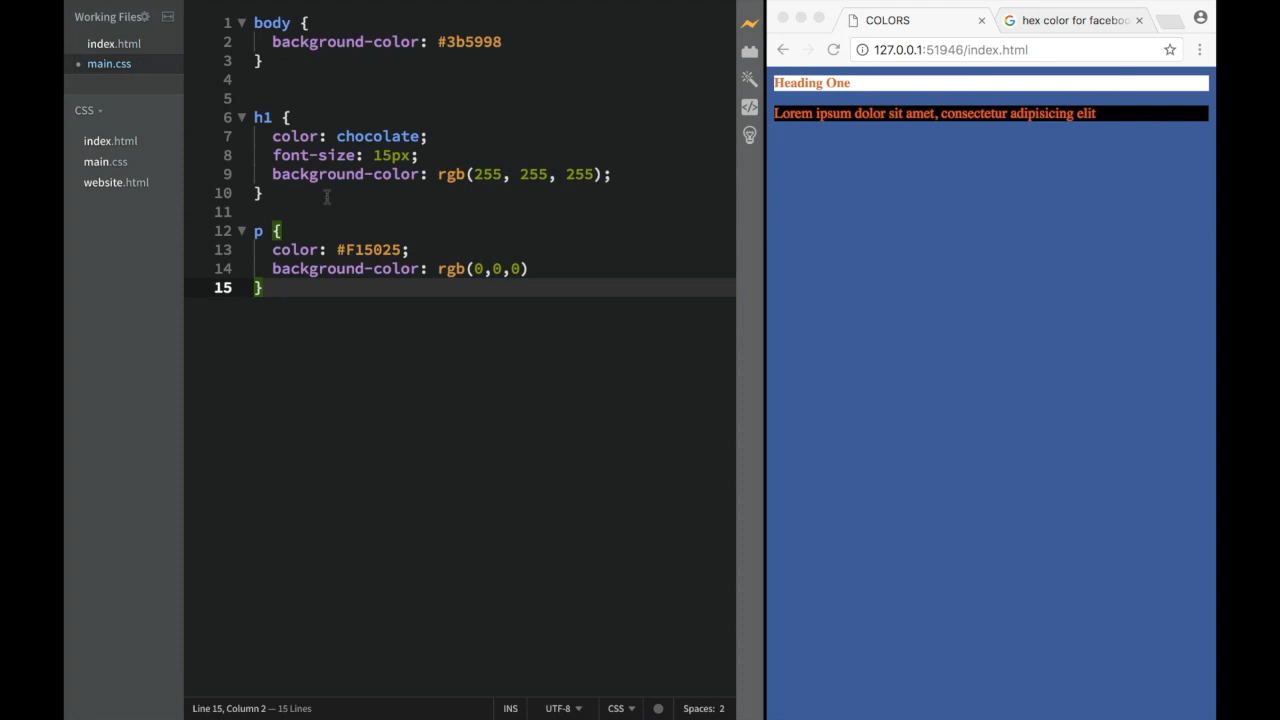 Working Files
index.html
main.css
CSS
index.html
main.css
website.html
1 body {
2 background-color: #3b5998
3 }
4
5
6 h1 {
7 color: chocolate;
8 font-size: 15px;
9 background-color: rgb(255, 255, 255);
10 }
11
12 p {
13 color: #F15025;
14 background-color: rgb(0,0,0)
15 }
Line 15, Column 2 — 15 Lines
INS
UTF-8
CSS
Spaces: 2
COLORS
hex color for faceboo
127.0.0.1:51946/index.html
Heading One
Lorem ipsum dolor sit amet, consectetur adipisicing elit